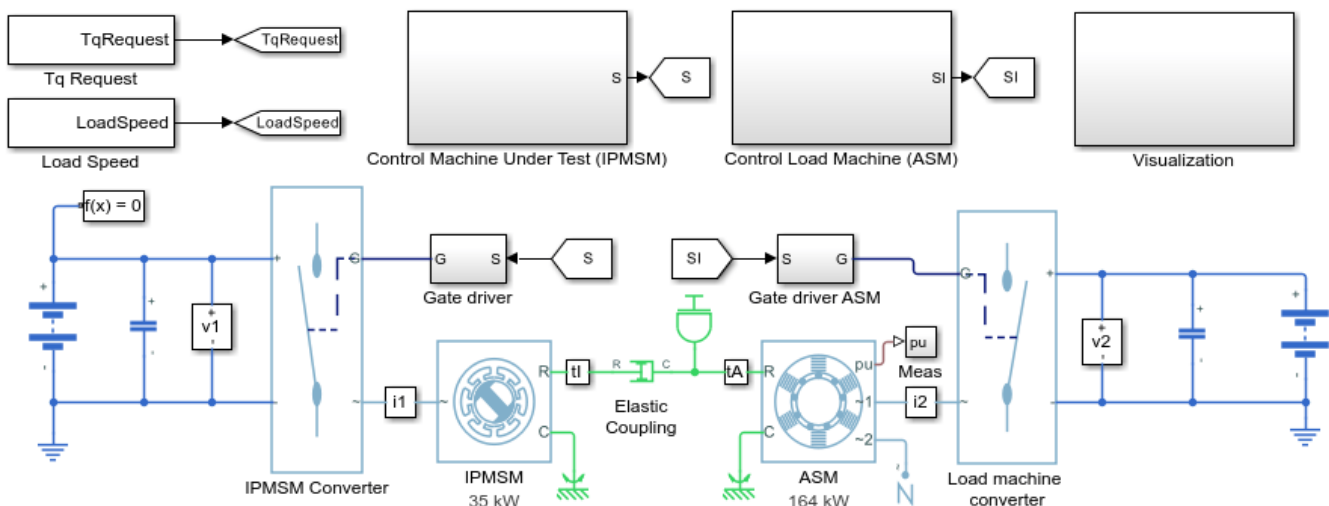 TqRequest
TqRequest
Tq Request
LoadSpeed
LoadSpeed
Load Speed
S
S
Control Machine Under Test (IPMSM)
SI
SI
Control Load Machine (ASM)
Visualization
f(x) = 0
+
-
+
-
+
v1
-
+
-
~
G
IPMSM Converter
G
S
Gate driver
S
SI
S
G
Gate driver ASM
i1
~
R
C
IPMSM
35 kW
tI
R
C
Elastic
Coupling
tA
R
C
pu
~1
~2
ASM
164 kW
pu
Meas
i2
~
N
G
~
+
-
Load machine
converter
+
v2
-
+
-
+
-